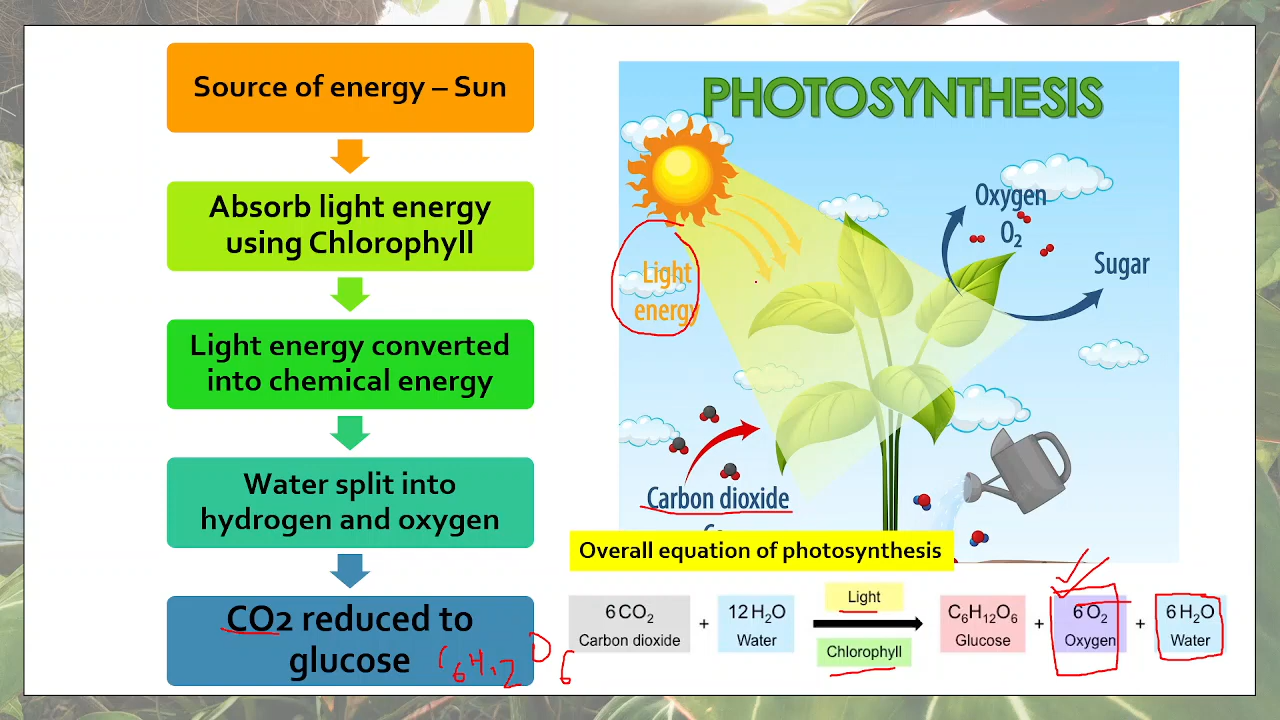 Source of energy – Sun
Absorb light energy
using Chlorophyll
Light energy converted
into chemical energy
Water split into
hydrogen and oxygen
CO2 reduced to
glucose
C6H12O6
PHOTOSYNTHESIS
Light
energy
Oxygen
O₂
Sugar
Carbon dioxide
Overall equation of photosynthesis
6 CO₂ + 12 H₂O Light C₆H₁₂O₆ + 6 O₂ + 6 H₂O
Carbon dioxide Water Chlorophyll Glucose Oxygen Water